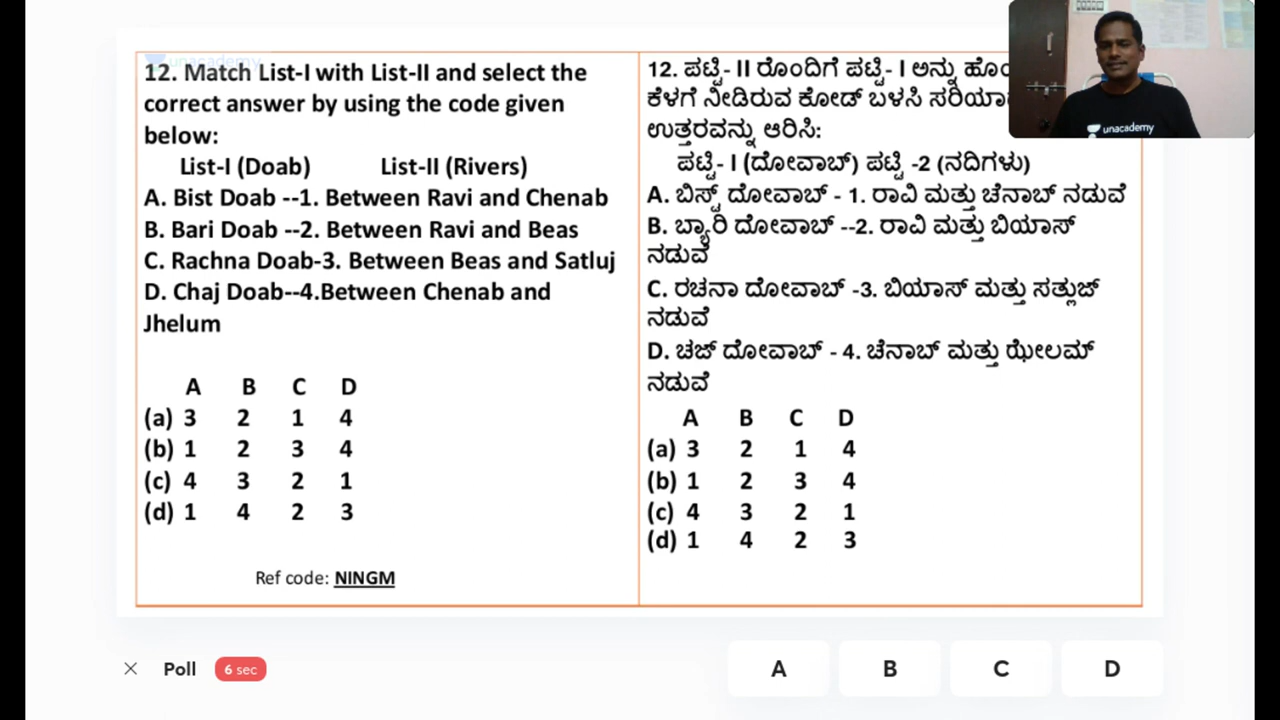 unacademy
12. Match List-I with List-II and select the
correct answer by using the code given
below:
List-I (Doab) List-II (Rivers)
A. Bist Doab --1. Between Ravi and Chenab
B. Bari Doab --2. Between Ravi and Beas
C. Rachna Doab-3. Between Beas and Satluj
D. Chaj Doab--4.Between Chenab and
Jhelum
A B C D
(a) 3 2 1 4
(b) 1 2 3 4
(c) 4 3 2 1
(d) 1 4 2 3
Ref code: NINGM
12. ಪಟ್ಟಿ- II ರೊಂದಿಗೆ ಪಟ್ಟಿ- I ಅನ್ನು
ಕೆಳಗೆ ನೀಡಿರುವ ಕೋಡ್ ಬಳಸಿ
ಉತ್ತರವನ್ನು ಆರಿಸಿ:
ಪಟ್ಟಿ- I (ದೋವಾಬ್) ಪಟ್ಟಿ -2 (ನದಿಗಳು)
A. ಬಿಸ್ಟ್ ದೋವಾಬ್ - 1. ರಾವಿ ಮತ್ತು ಚೆನಾಬ್ ನಡುವೆ
B. ಬ್ಯಾರಿ ದೋವಾಬ್ --2. ರಾವಿ ಮತ್ತು ಬಿಯಾಸ್
ನಡುವೆ
C. ರಚನಾ ದೋವಾಬ್ -3. ಬಿಯಾಸ್ ಮತ್ತು ಸತ್ಲುಜ್
ನಡುವೆ
D. ಚಜ್ ದೋವಾಬ್ - 4. ಚೆನಾಬ್ ಮತ್ತು ಝೇಲಮ್
ನಡುವೆ
A B C D
(a) 3 2 1 4
(b) 1 2 3 4
(c) 4 3 2 1
(d) 1 4 2 3
unacademy
Poll 6 sec A B C D